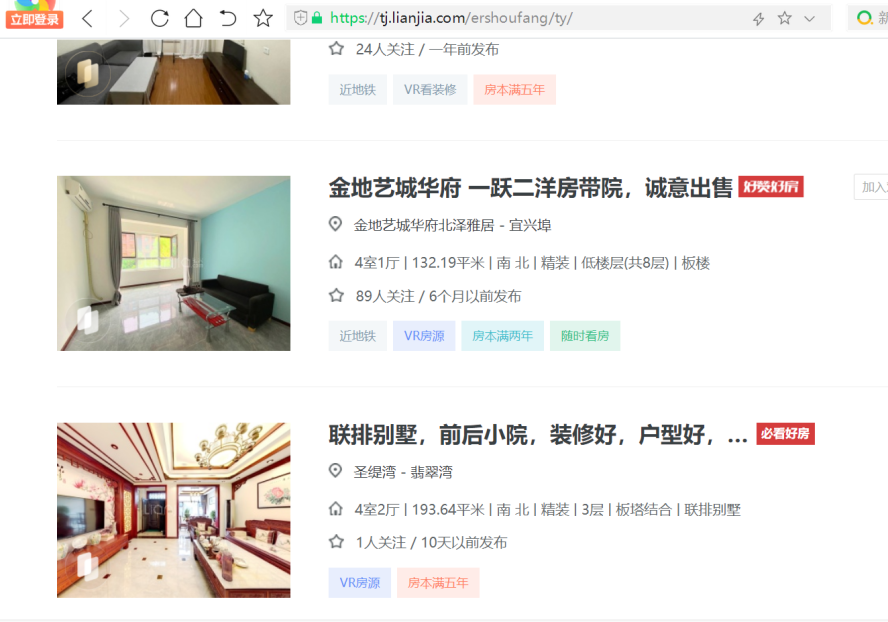 立即登录
https://tj.lianjia.com/ershoufang/ty/
新
24人关注 / 一年前发布
近地铁 VR看装修 房本满五年
金地艺城华府 一跃二洋房带院，诚意出售 好赞好房
加入
金地艺城华府北泽雅居 - 宜兴埠
4室1厅 | 132.19平米 | 南 北 | 精装 | 低楼层(共8层) | 板楼
89人关注 / 6个月以前发布
近地铁 VR房源 房本满两年 随时看房
联排别墅，前后小院，装修好，户型好，... 必看好房
圣缇湾 - 翡翠湾
4室2厅 | 193.64平米 | 南 北 | 精装 | 3层 | 板塔结合 | 联排别墅
1人关注 / 10天以前发布
VR房源 房本满五年